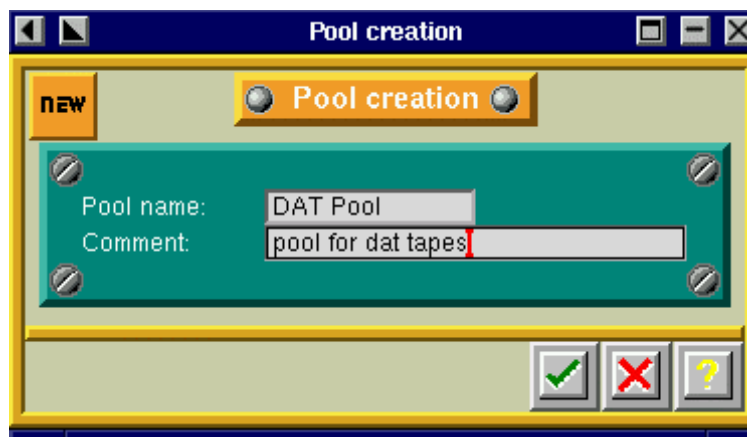 Pool creation
new
Pool creation
Pool name: DAT Pool
Comment: pool for dat tapes
?